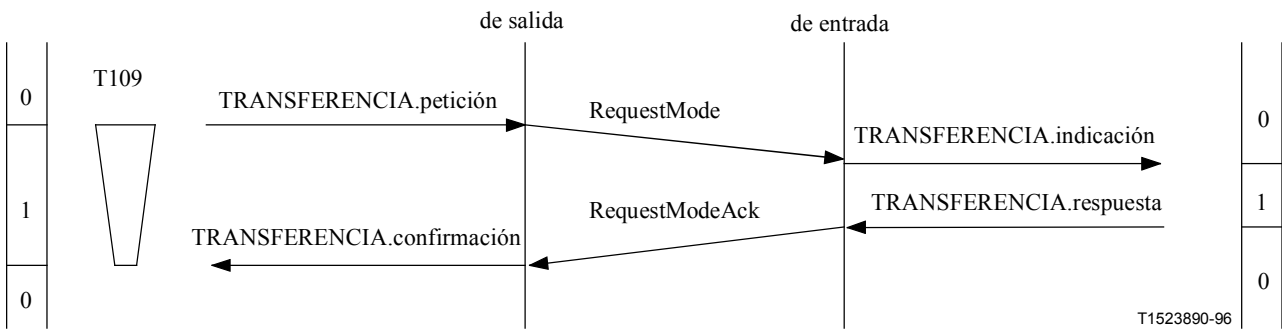 de salida
de entrada
T109
0
TRANSFERENCIA.petición
RequestMode
0
TRANSFERENCIA.indicación
1
RequestModeAck
TRANSFERENCIA.respuesta
1
TRANSFERENCIA.confirmación
0
0
T1523890-96